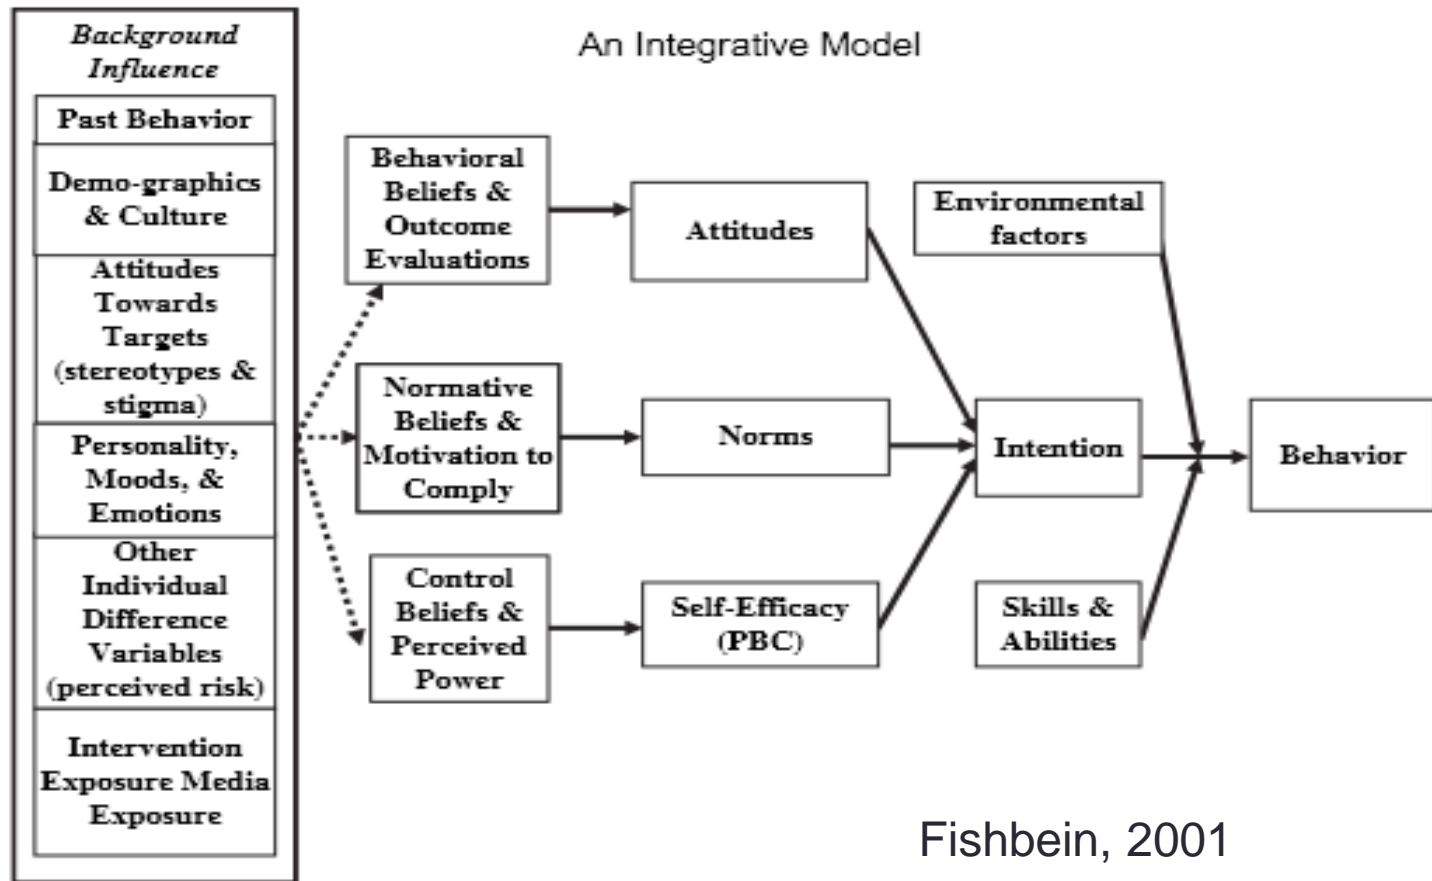 Background
Influence
Past Behavior
Demo-graphics
& Culture
Attitudes
Towards
Targets
(stereotypes &
stigma)
Personality,
Moods, &
Emotions
Other
Individual
Difference
Variables
(perceived risk)
Intervention
Exposure Media
Exposure
An Integrative Model
Behavioral
Beliefs &
Outcome
Evaluations
Attitudes
Environmental
factors
Normative
Beliefs &
Motivation to
Comply
Norms
Intention
Behavior
Control
Beliefs &
Perceived
Power
Self-Efficacy
(PBC)
Skills &
Abilities
Fishbein, 2001